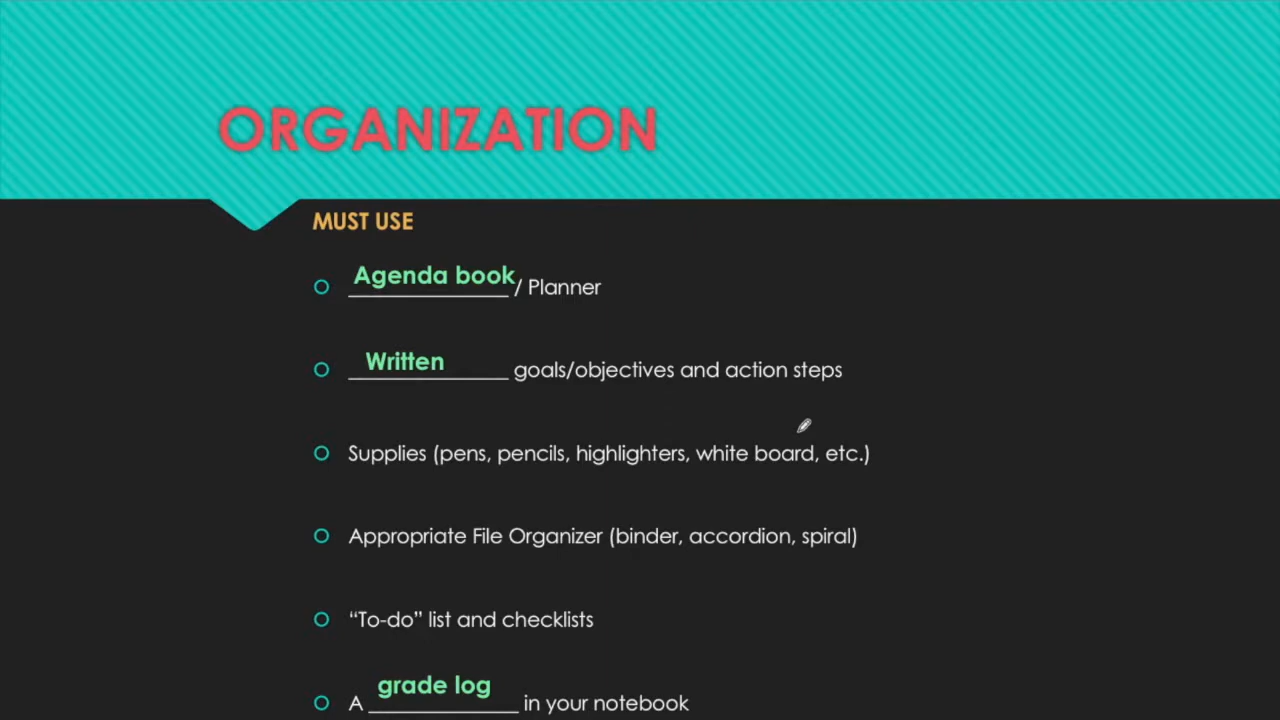 ORGANIZATION
MUST USE
Agenda book / Planner
Written goals/objectives and action steps
Supplies (pens, pencils, highlighters, white board, etc.)
Appropriate File Organizer (binder, accordion, spiral)
“To-do” list and checklists
A grade log in your notebook